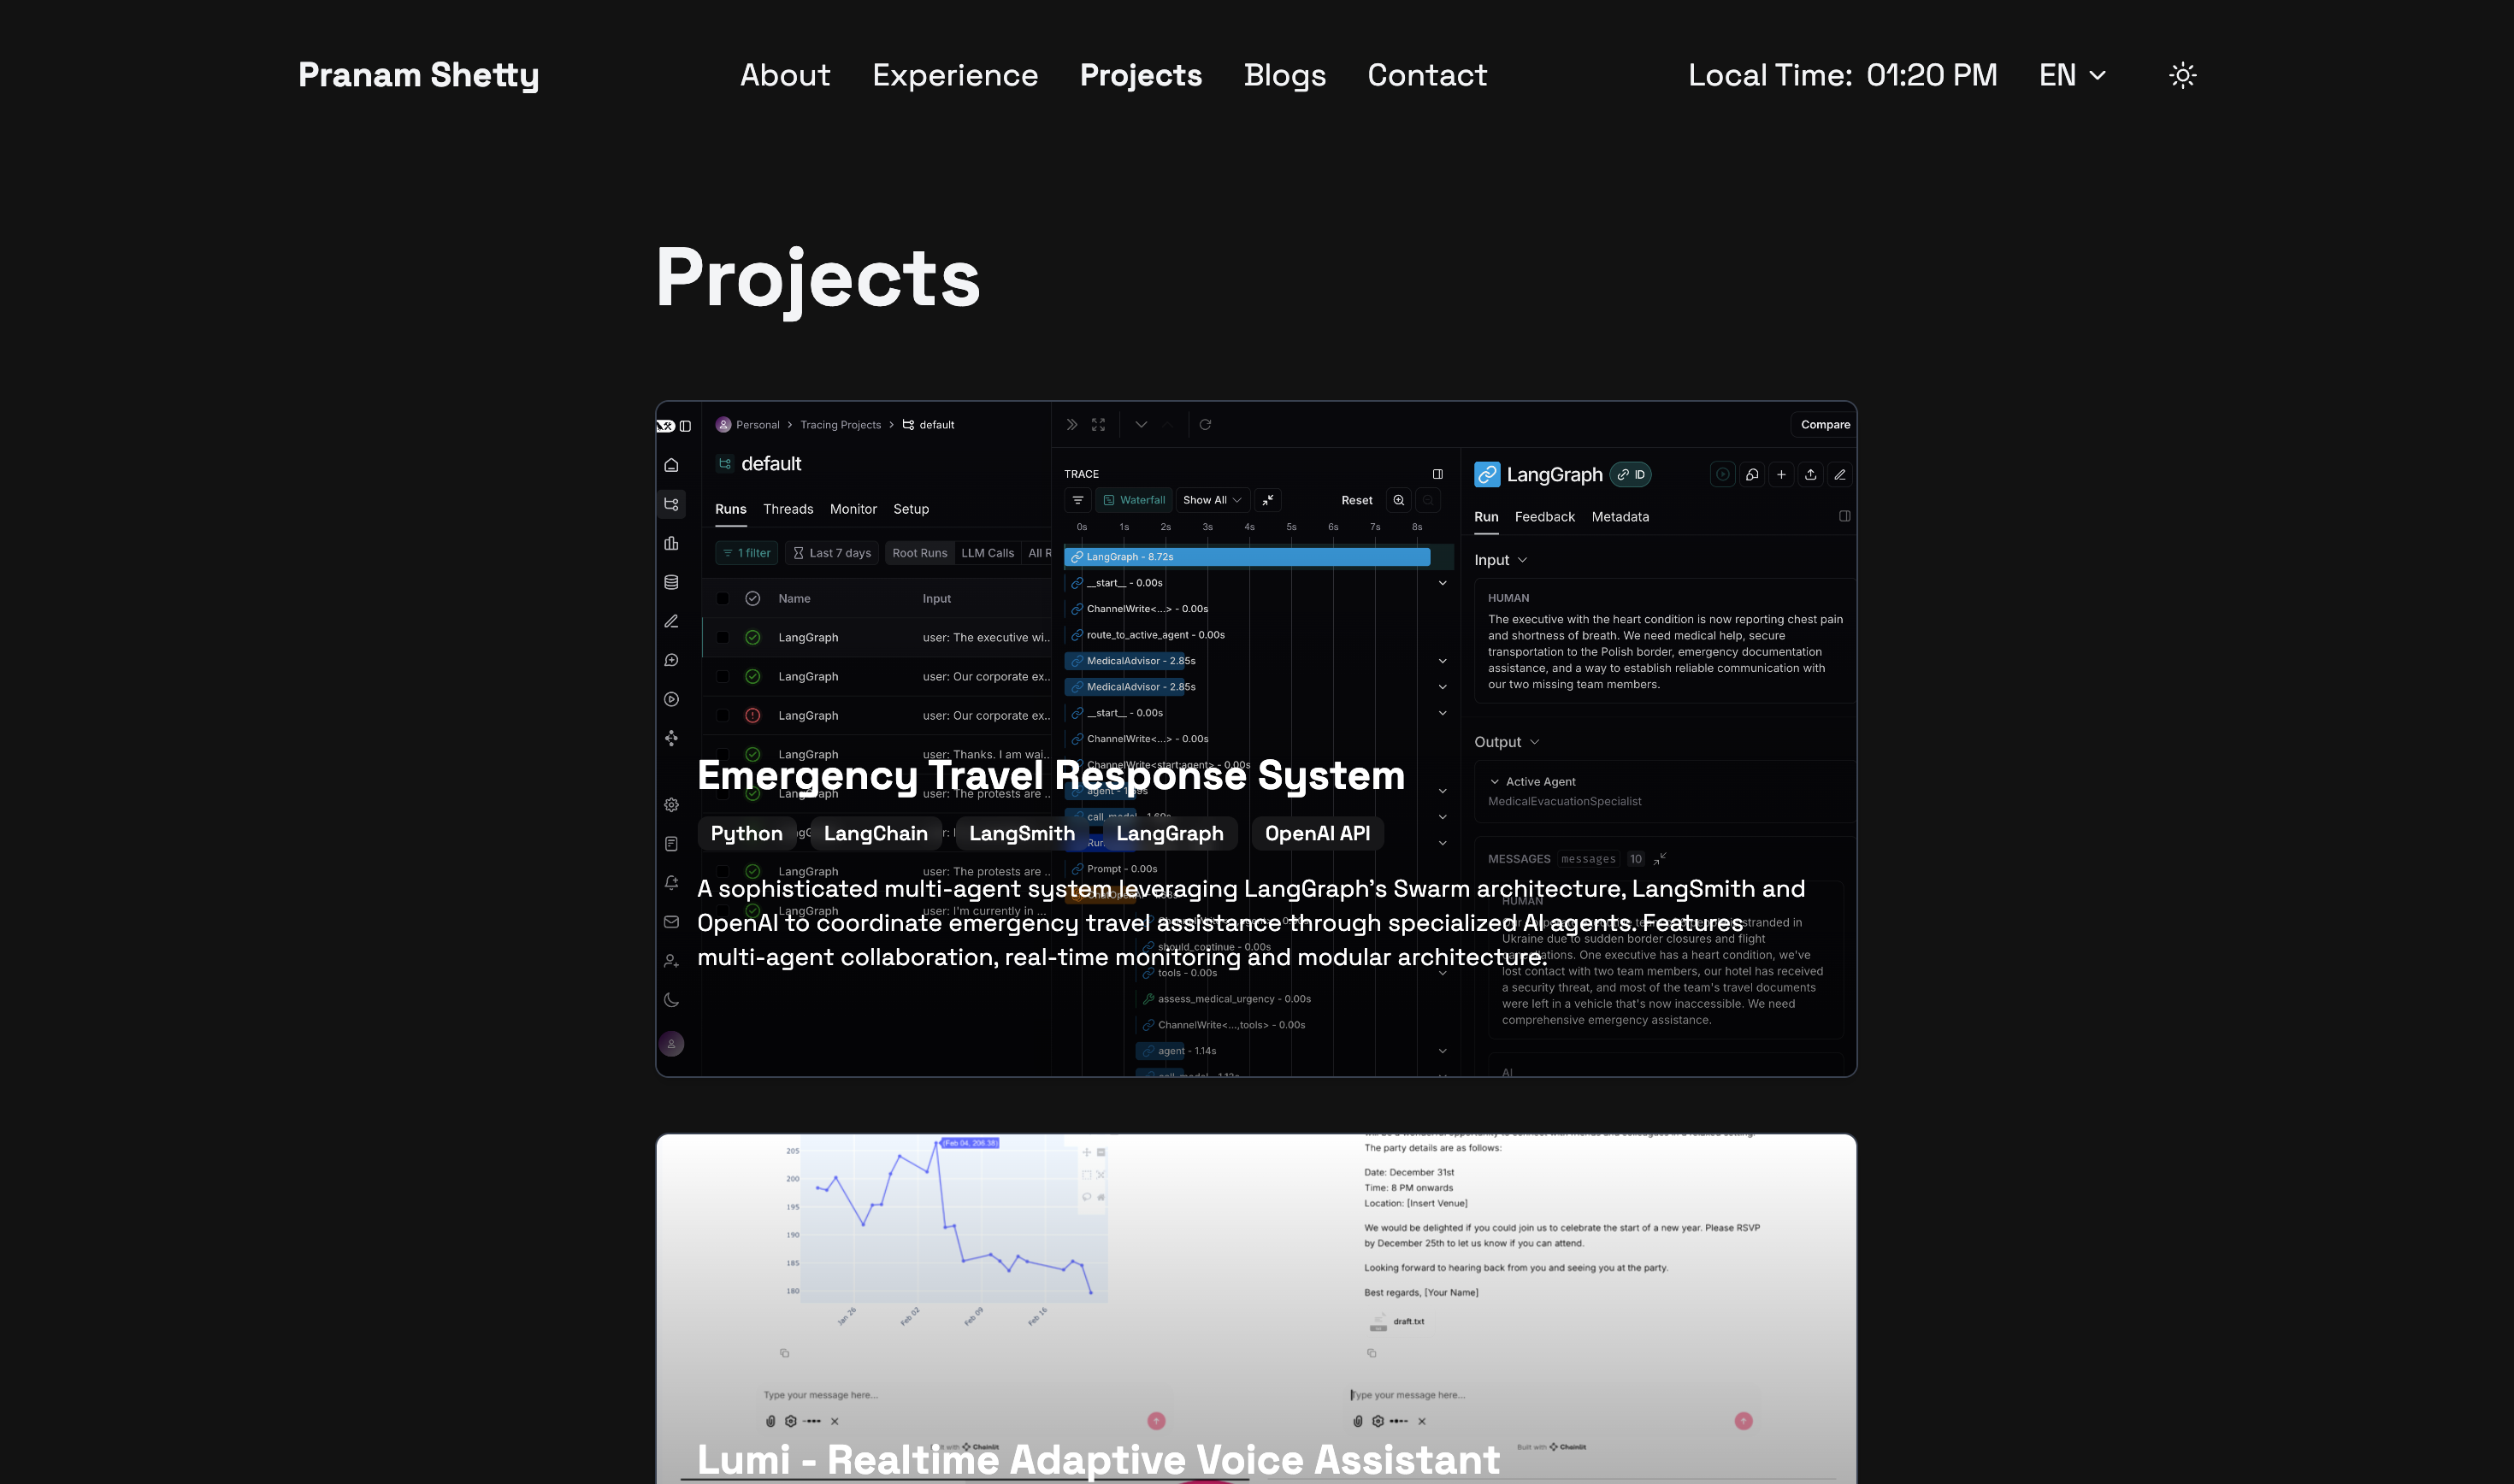 Pranam Shetty
About Experience Projects Blogs Contact
Local Time: 01:20 PM EN
Projects
Personal > Tracing Projects > default
default
Runs Threads Monitor Setup
1 filter Last 7 days Root Runs LLM Calls All R
Name Input
LangGraph user: The executive wi...
LangGraph user: Our corporate ex...
LangGraph user: Our corporate ex...
LangGraph user: Thanks. I am wai...
LangGraph user: The protests are ...
LangGraph user: The protests are ...
LangGraph user: I'm currently in ...
Compare
TRACE
Waterfall Show All Reset
0s 1s 2s 3s 4s 5s 6s 7s 8s
LangGraph - 8.72s
__start__ - 0.00s
ChannelWrite<...> - 0.00s
route_to_active_agent - 0.00s
MedicalAdvisor - 2.85s
MedicalAdvisor - 2.85s
__start__ - 0.00s
ChannelWrite<...> - 0.00s
ChannelWrite<start:agent> - 0.00s
call_model - 1.69s
Prompt - 0.00s
should_continue - 0.00s
tools - 0.00s
assess_medical_urgency - 0.00s
ChannelWrite<...,tools> - 0.00s
agent - 1.14s
LangGraph ID
Run Feedback Metadata
Input
HUMAN
The executive with the heart condition is now reporting chest pain
and shortness of breath. We need medical help, secure
transportation to the Polish border, emergency documentation
assistance, and a way to establish reliable communication with
our two missing team members.
Output
Active Agent
MedicalEvacuationSpecialist
MESSAGES messages 10
HUMAN
stranded in
Ukraine due to sudden border closures and flight
cancellations. One executive has a heart condition, we've
lost contact with two team members, our hotel has received
a security threat, and most of the team's travel documents
were left in a vehicle that's now inaccessible. We need
comprehensive emergency assistance.
AI
Emergency Travel Response System
Python LangChain LangSmith LangGraph OpenAI API
A sophisticated multi-agent system leveraging LangGraph's Swarm architecture, LangSmith and
OpenAI to coordinate emergency travel assistance through specialized AI agents. Features
multi-agent collaboration, real-time monitoring and modular architecture.
(Feb 04, 206.38)
205
200
195
190
185
180
Jan 26 Feb 02 Feb 09 Feb 16
Type your message here...
The party details are as follows:
Date: December 31st
Time: 8 PM onwards
Location: [Insert Venue]
We would be delighted if you could join us to celebrate the start of a new year. Please RSVP
by December 25th to let us know if you can attend.
Looking forward to hearing back from you and seeing you at the party.
Best regards, [Your Name]
draft.txt
Type your message here...
Built with Chainlit
Lumi - Realtime Adaptive Voice Assistant